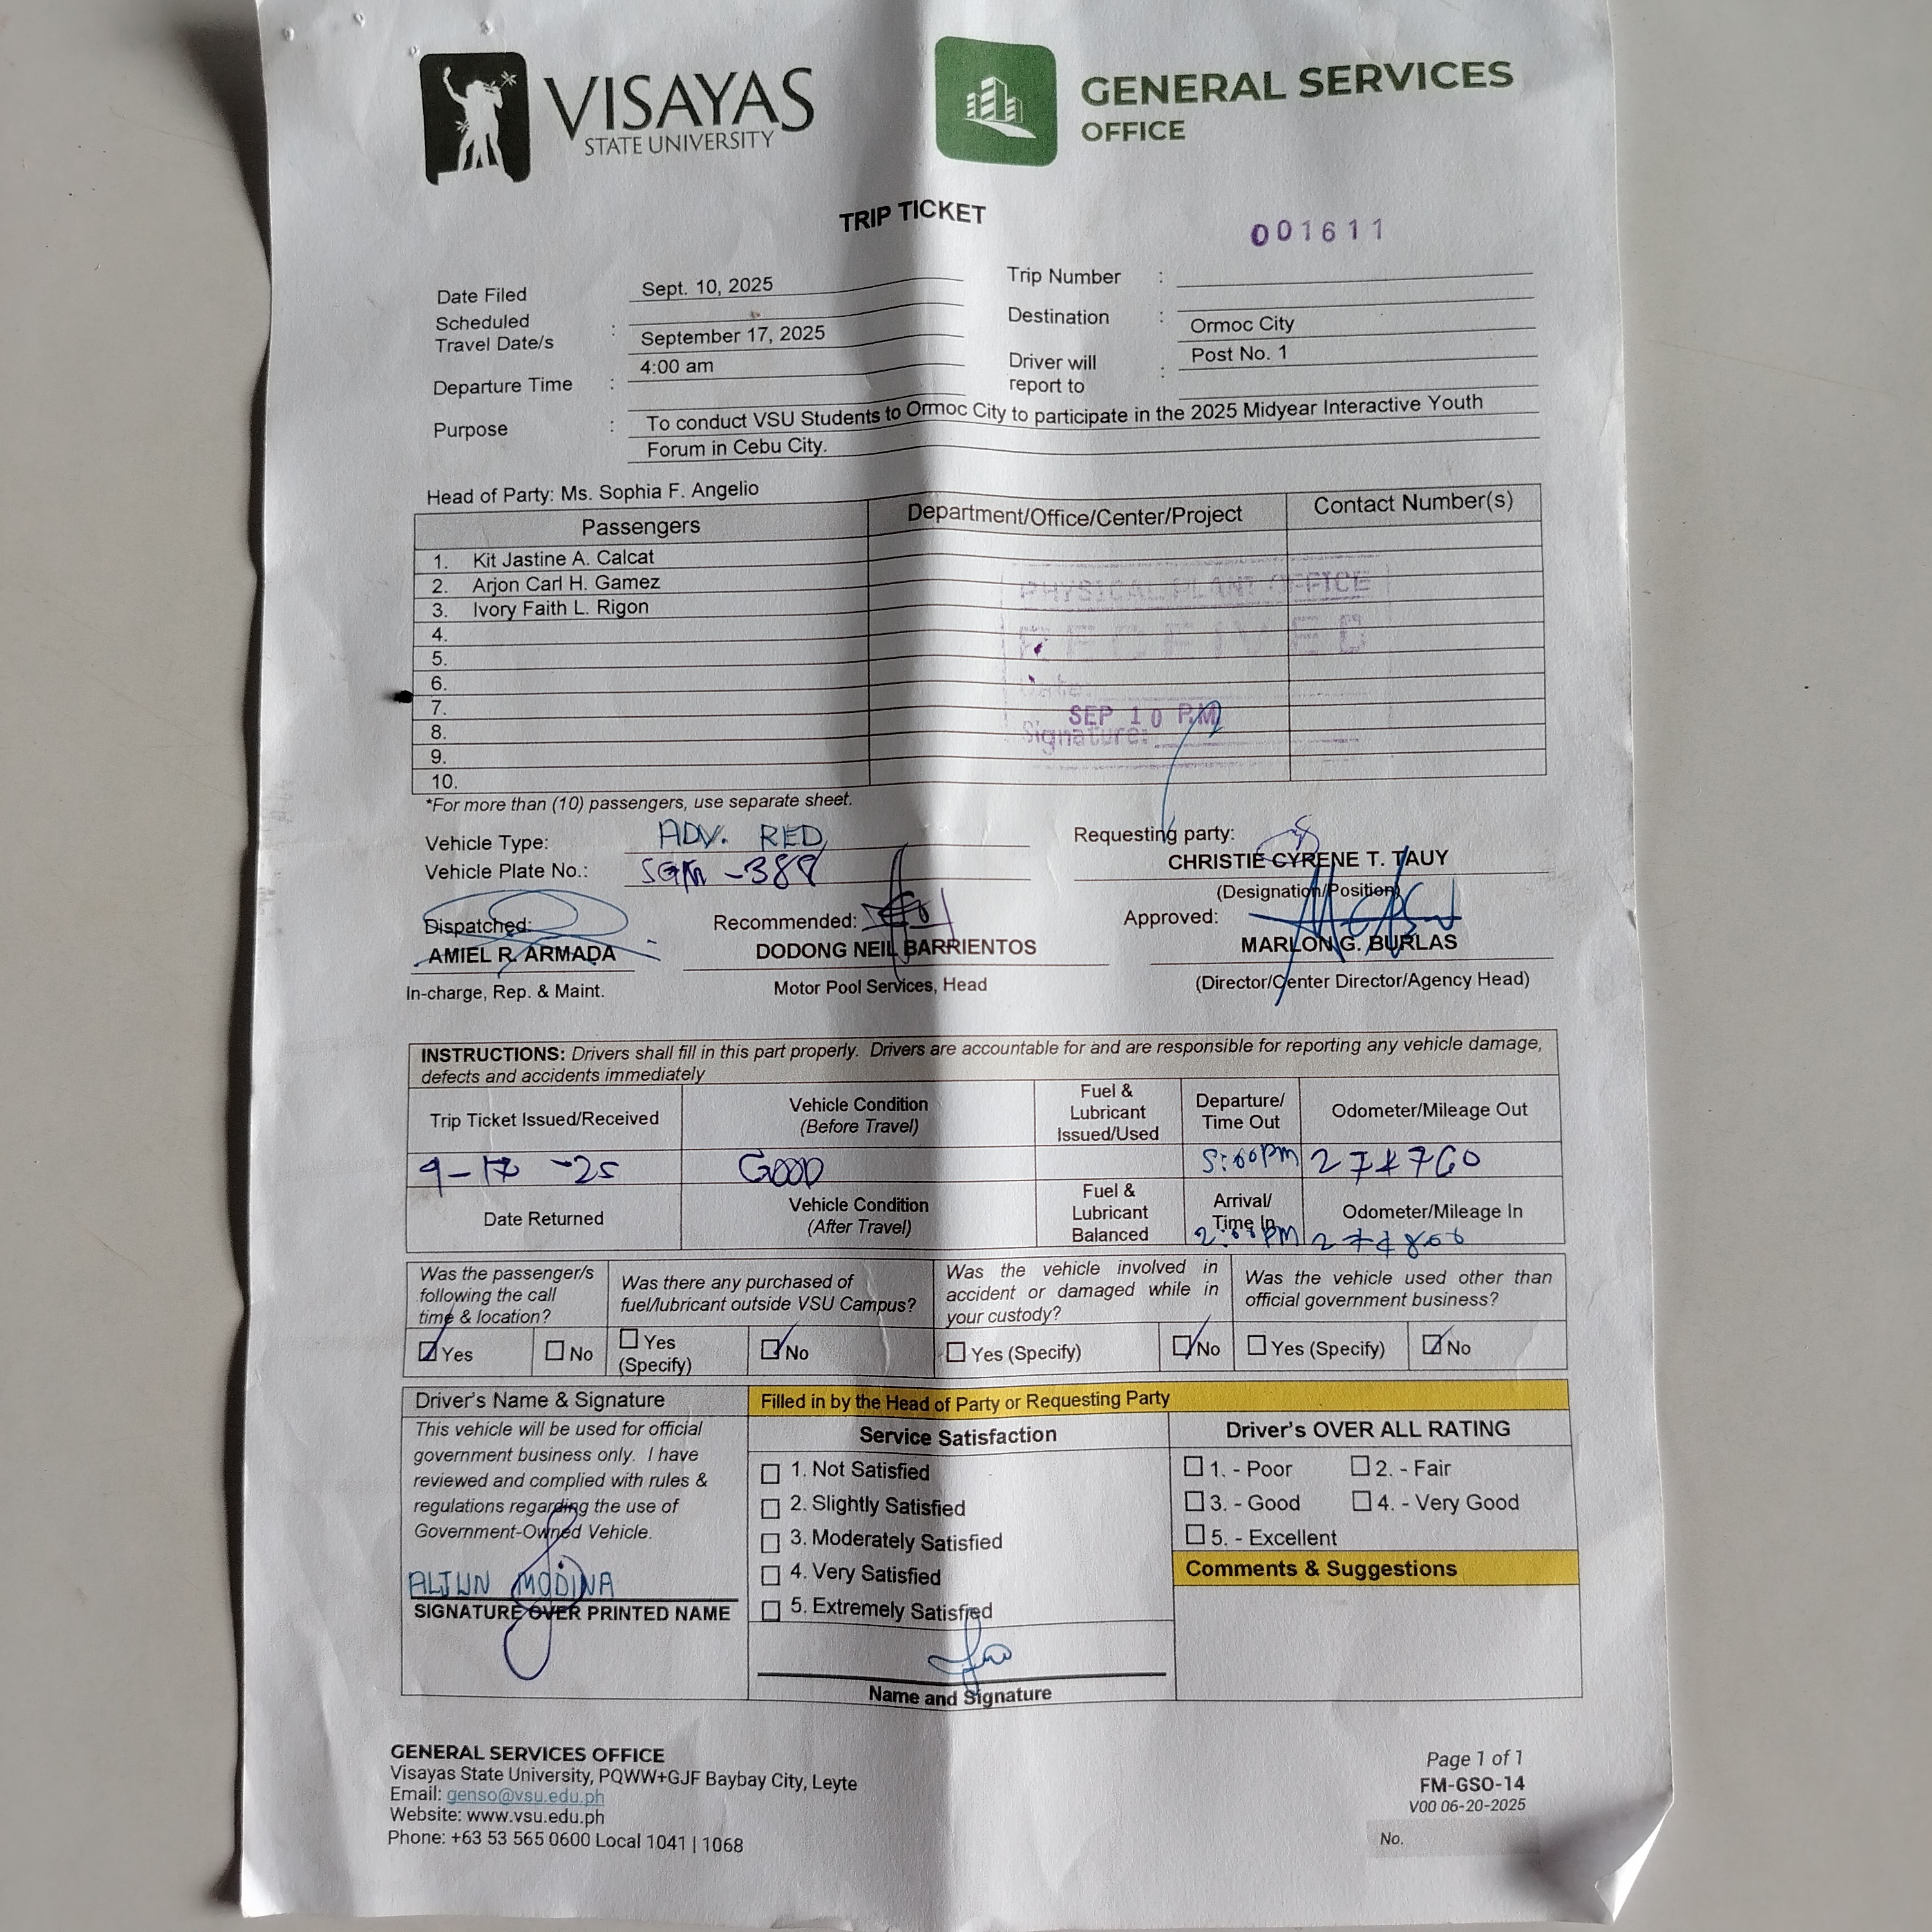 VISAYAS
STATE UNIVERSITY
GENERAL SERVICES
OFFICE
TRIP TICKET
001611
Date Filed Sept. 10, 2025
Trip Number :
Scheduled
Travel Date/s : September 17, 2025
Destination : Ormoc City
Departure Time : 4:00 am
Driver will
report to : Post No. 1
Purpose : To conduct VSU Students to Ormoc City to participate in the 2025 Midyear Interactive Youth
Forum in Cebu City.
Head of Party: Ms. Sophia F. Angelio
Passengers Department/Office/Center/Project Contact Number(s)
1. Kit Jastine A. Calcat
2. Arjon Carl H. Gamez
3. Ivory Faith L. Rigon
4.
5.
6.
7.
8.
9.
10.
PHYSICAL PLANT OFFICE
RECEIVED
Date:
SEP 10 P.M
Signature:
*For more than (10) passengers, use separate sheet.
Vehicle Type: ADV. RED
Vehicle Plate No.:
Requesting party:
CHRISTIE CYRENE T. TAUY
(Designation/Position)
Dispatched:
AMIEL R. ARMADA
In-charge, Rep. & Maint.
Recommended:
DODONG NEIL BARRIENTOS
Motor Pool Services, Head
Approved:
MARLON G. BURLAS
(Director/Center Director/Agency Head)
INSTRUCTIONS: Drivers shall fill in this part properly. Drivers are accountable for and are responsible for reporting any vehicle damage,
defects and accidents immediately
Trip Ticket Issued/Received
Vehicle Condition
(Before Travel)
Fuel &
Lubricant
Issued/Used
Departure/
Time Out
Odometer/Mileage Out
9-17-25 GOOD
Date Returned
Vehicle Condition
(After Travel)
Fuel &
Lubricant
Balanced
Arrival/
Time In
Odometer/Mileage In
Was the passenger/s
following the call
time & location?
Was there any purchased of
fuel/lubricant outside VSU Campus?
Was the vehicle involved in
accident or damaged while in
your custody?
Was the vehicle used other than
official government business?
Yes No
Yes
(Specify)
No
Yes (Specify) No
Yes (Specify) No
Driver's Name & Signature
This vehicle will be used for official
government business only. I have
reviewed and complied with rules &
regulations regarding the use of
Government-Owned Vehicle.
ALJUN MODINA
SIGNATURE OVER PRINTED NAME
Filled in by the Head of Party or Requesting Party
Service Satisfaction
1. Not Satisfied
2. Slightly Satisfied
3. Moderately Satisfied
4. Very Satisfied
5. Extremely Satisfied
Name and Signature
Driver's OVER ALL RATING
1. - Poor 2. - Fair
3. - Good 4. - Very Good
5. - Excellent
Comments & Suggestions
GENERAL SERVICES OFFICE
Visayas State University, PQWW+GJF Baybay City, Leyte
Email: genso@vsu.edu.ph
Website: www.vsu.edu.ph
Phone: +63 53 565 0600 Local 1041 | 1068
Page 1 of 1
FM-GSO-14
V00 06-20-2025
No.